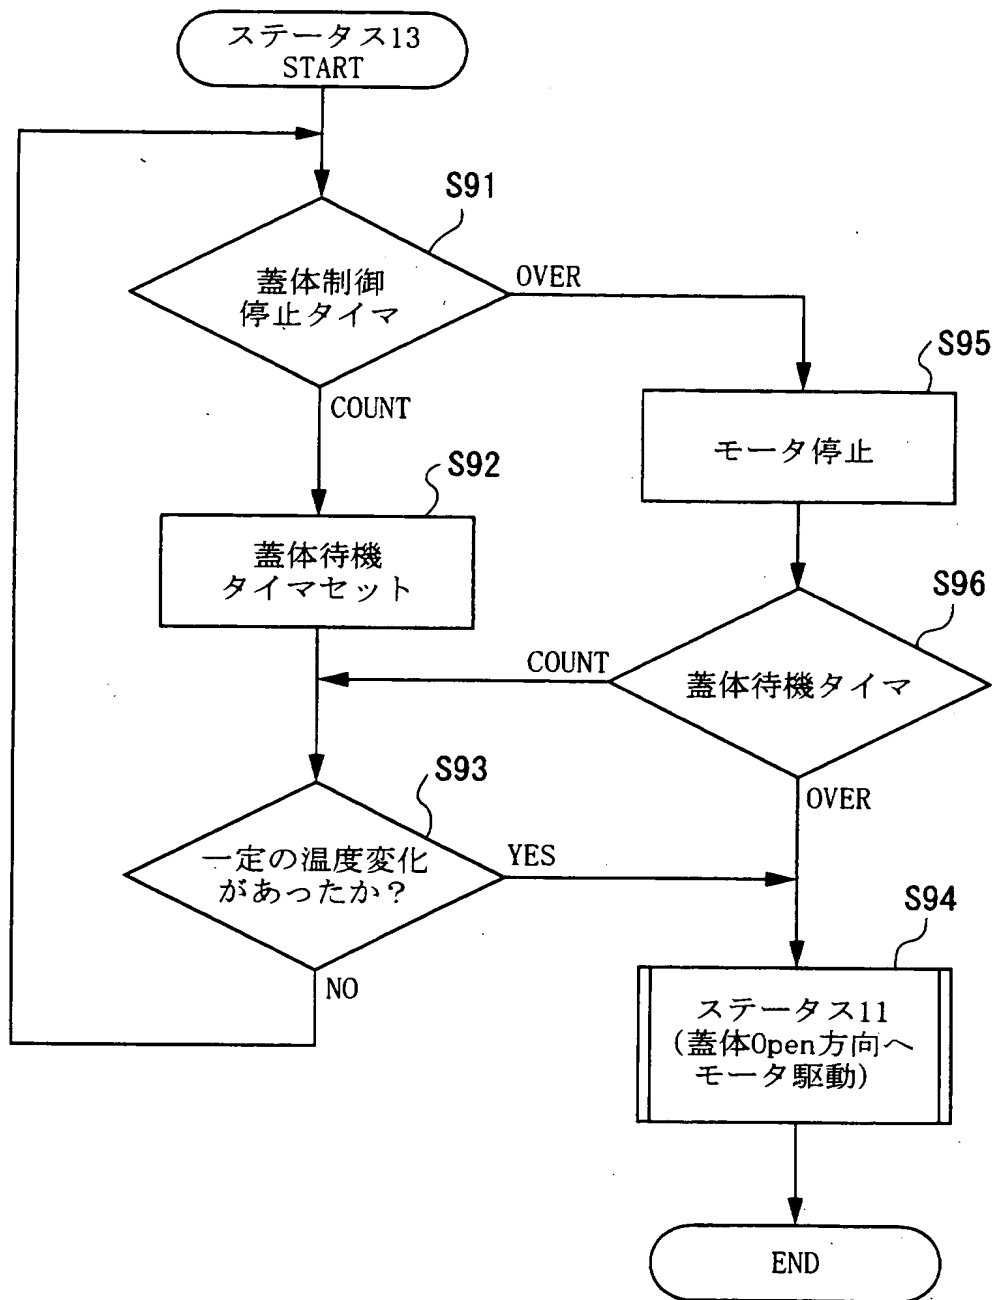 ステータス13
START
S91
蓋体制御
停止タイマ
OVER
COUNT
S95
モータ停止
S92
蓋体待機
タイマセット
S96
蓋体待機タイマ
COUNT
OVER
S93
一定の温度変化
があったか?
YES
NO
S94
ステータス11
(蓋体Open方向へ
モータ駆動)
END